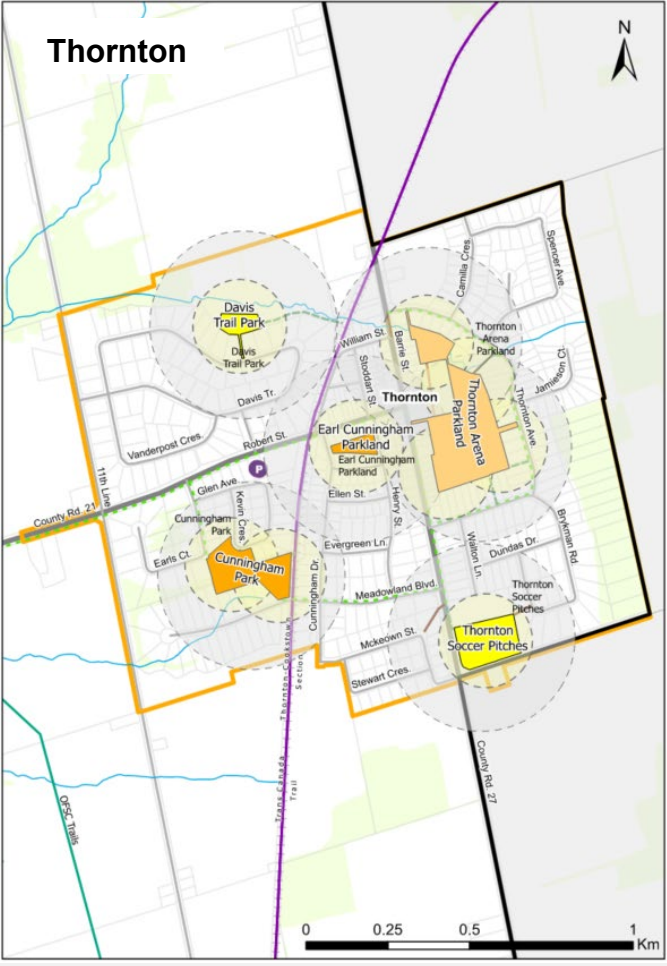 Thornton
N
Spencer Ave.
Camilla Cres.
Davis
Trail Park
Davis
Trail Park
William St.
Barrie St.
Thornton
Arena
Parkland
Stoddart St.
Jamieson Ct.
Davis Tr.
Thornton
Thornton Arena
Parkland
Thornton Ave.
Vanderpost Cres.
Robert St.
Earl Cunningham
Parkland
Earl Cunningham
Parkland
P
11th Line
Glen Ave.
Kevin Cres.
Ellen St.
Henry St.
County Rd. 21
Cunningham
Park
Brykman Rd.
Walton Ln.
Dundas Dr.
Evergreen Ln.
Earls Ct.
Cunningham
Park
Cunningham Dr.
Meadowland Blvd.
Thornton
Soccer
Pitches
Thornton
Soccer Pitches
Mckeown St.
Stewart Cres.
Thornton-Cookstown
Section
Trans Canada
Trail
County Rd. 27
OFSC Trails
0 0.25 0.5 1
Km